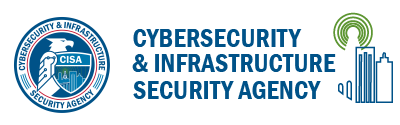 CYBERSECURITY & INFRASTRUCTURE
CISA
SECURITY AGENCY
CYBERSECURITY
& INFRASTRUCTURE
SECURITY AGENCY